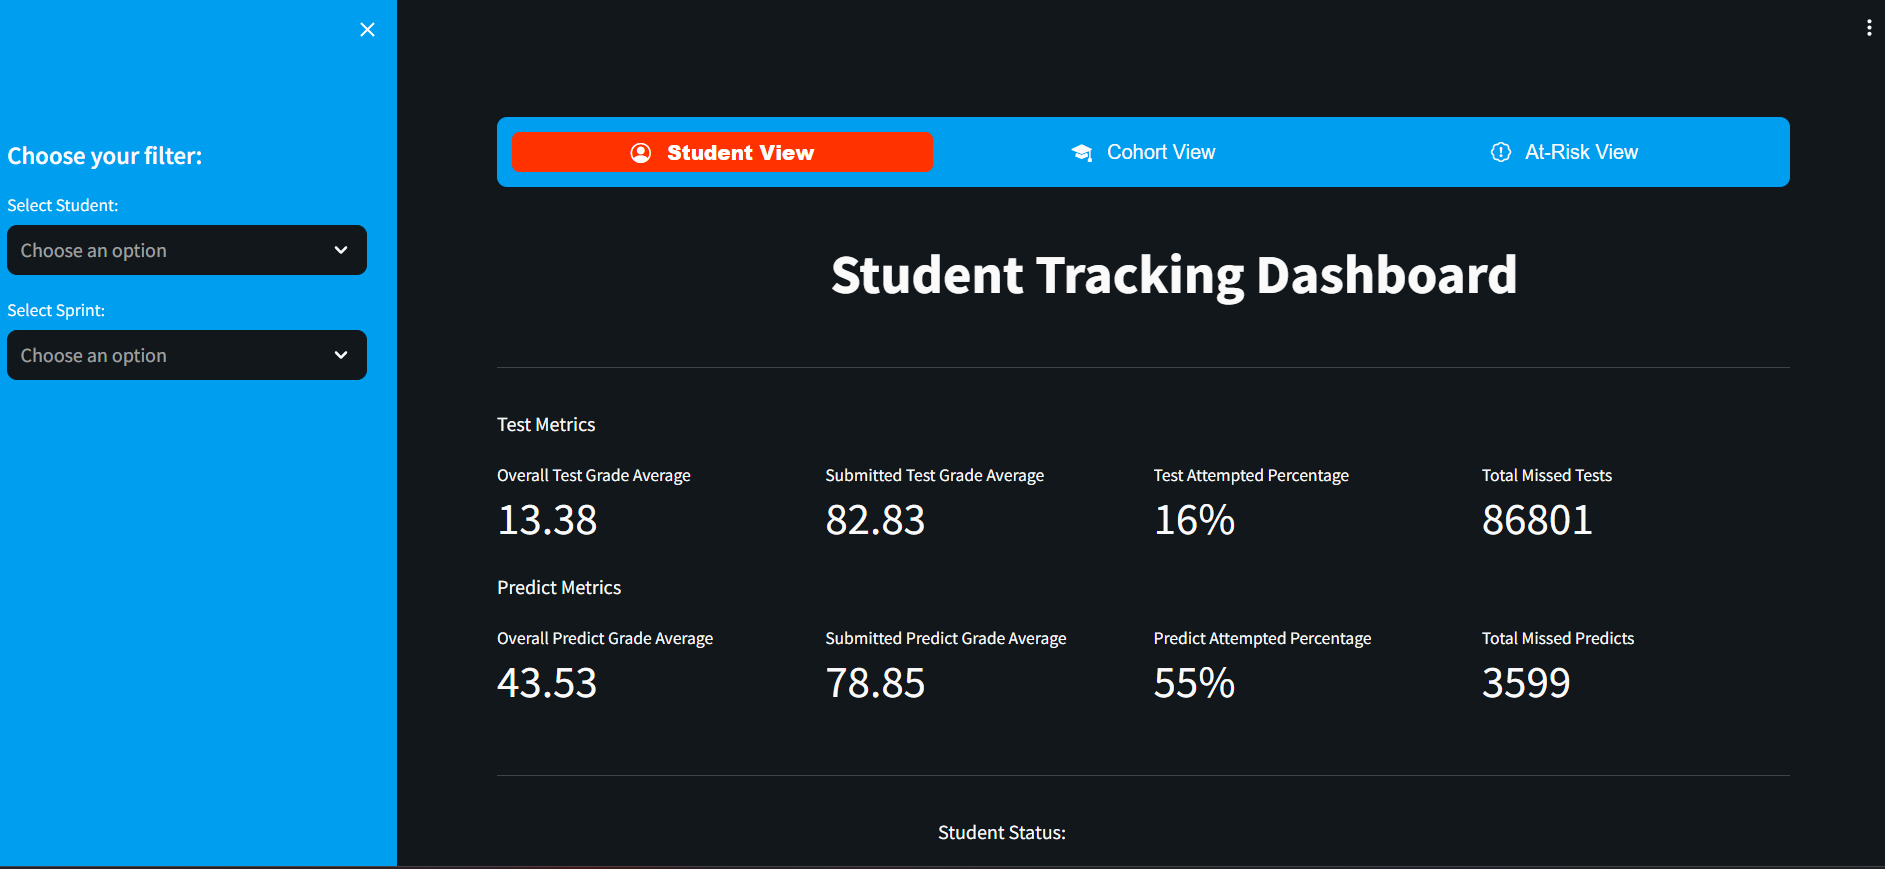 Choose your filter:
Select Student:
Choose an option
Select Sprint:
Choose an option
Student View
Cohort View
At-Risk View
Student Tracking Dashboard
Test Metrics
Overall Test Grade Average
13.38
Submitted Test Grade Average
82.83
Test Attempted Percentage
16%
Total Missed Tests
86801
Predict Metrics
Overall Predict Grade Average
43.53
Submitted Predict Grade Average
78.85
Predict Attempted Percentage
55%
Total Missed Predicts
3599
Student Status: